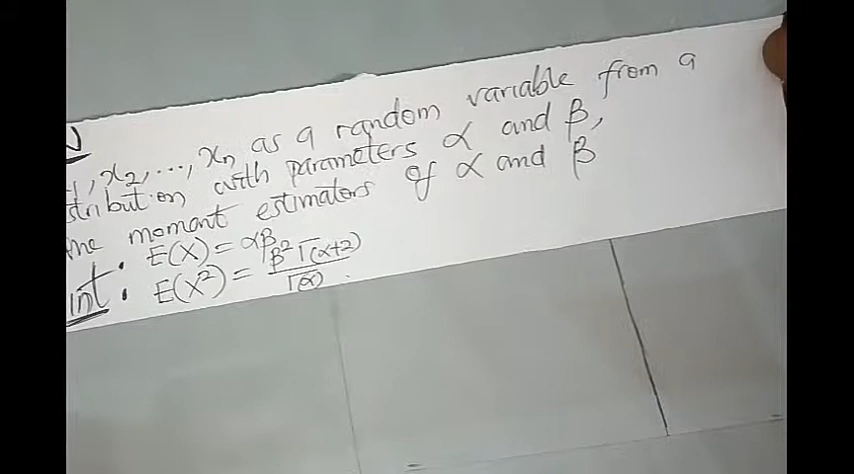 , x₂, ..., xₙ as a random variable from a
stribution with parameters α and β,
the moment estimators of α and β
int: E(X) = αβ
E(X²) = β² Γ(α+2) / Γ(α) .